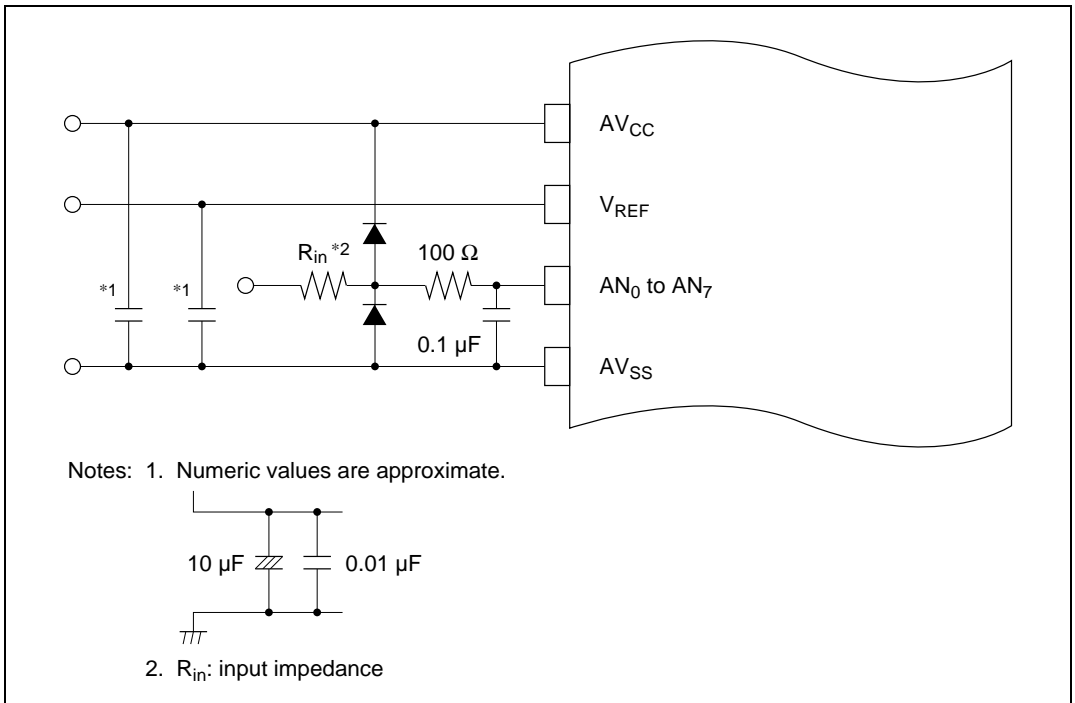 AVCC
VREF
Rin *2
100 Ω
*1
*1
AN0 to AN7
0.1 µF
AVSS
Notes: 1. Numeric values are approximate.
10 µF
0.01 µF
2. Rin: input impedance